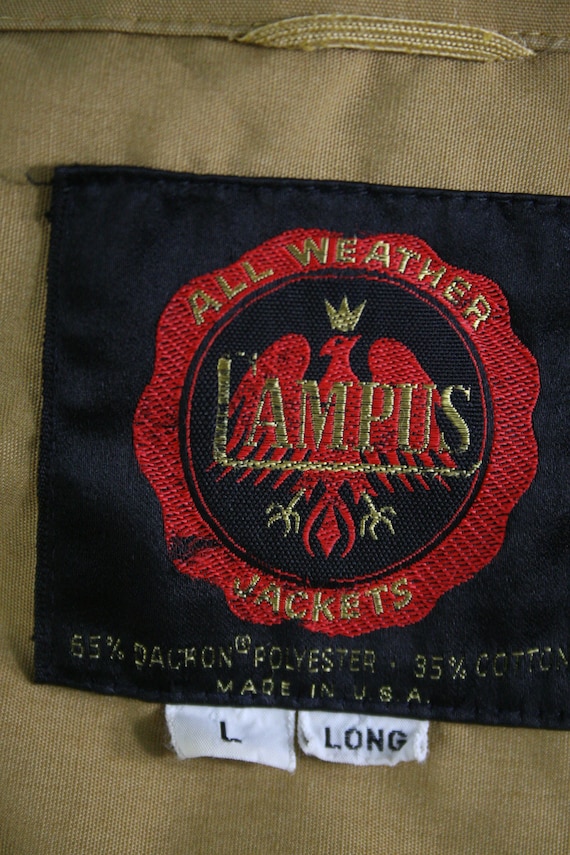 ALL WEATHER
CAMPUS
JACKETS
65% DACRON® POLYESTER · 35% COTTON
MADE IN U.S.A.
L
LONG